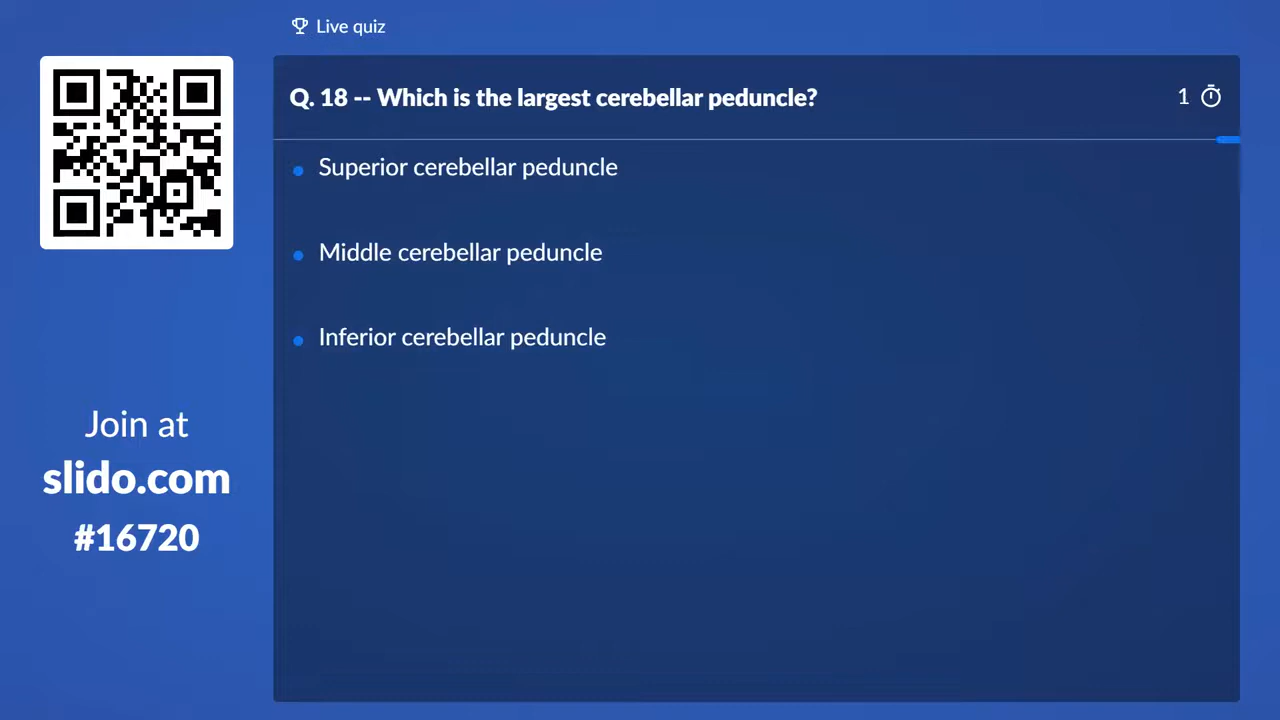 Live quiz
Q. 18 -- Which is the largest cerebellar peduncle?
1
Superior cerebellar peduncle
Middle cerebellar peduncle
Inferior cerebellar peduncle
Join at
slido.com
#16720